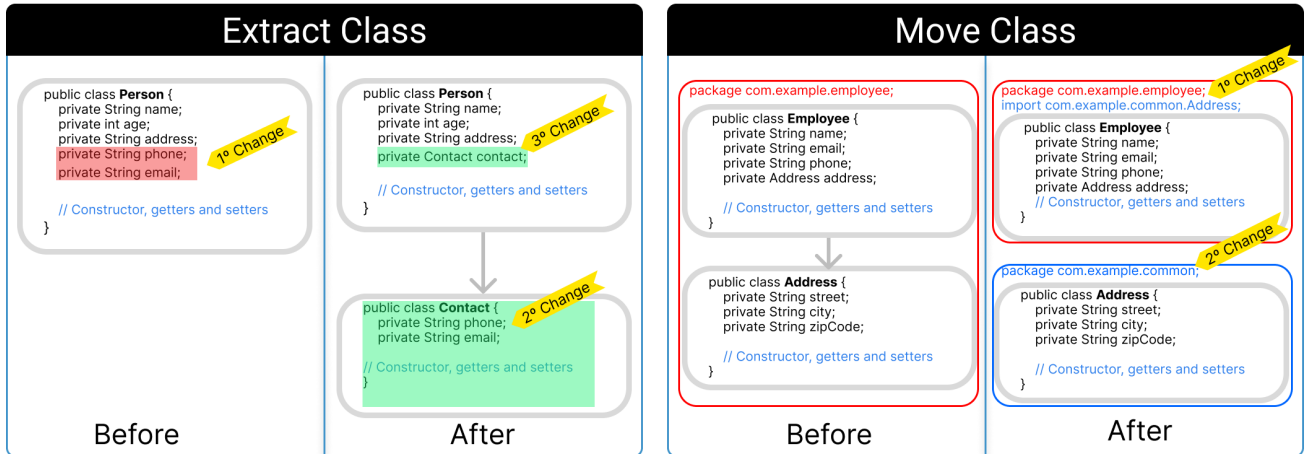 Extract Class
public class Person {
private String name;
private int age;
private String address;
private String phone;
private String email;
// Constructor, getters and setters
}
1º Change
Before
public class Person {
private String name;
private int age;
private String address;
private Contact contact;
// Constructor, getters and setters
}
3º Change
public class Contact {
private String phone;
private String email;
// Constructor, getters and setters
}
2º Change
After
Move Class
package com.example.employee;
public class Employee {
private String name;
private String email;
private String phone;
private Address address;
// Constructor, getters and setters
}
public class Address {
private String street;
private String city;
private String zipCode;
// Constructor, getters and setters
}
Before
1º Change
package com.example.employee;
import com.example.common.Address;
public class Employee {
private String name;
private String email;
private String phone;
private Address address;
// Constructor, getters and setters
}
2º Change
package com.example.common;
public class Address {
private String street;
private String city;
private String zipCode;
// Constructor, getters and setters
}
After